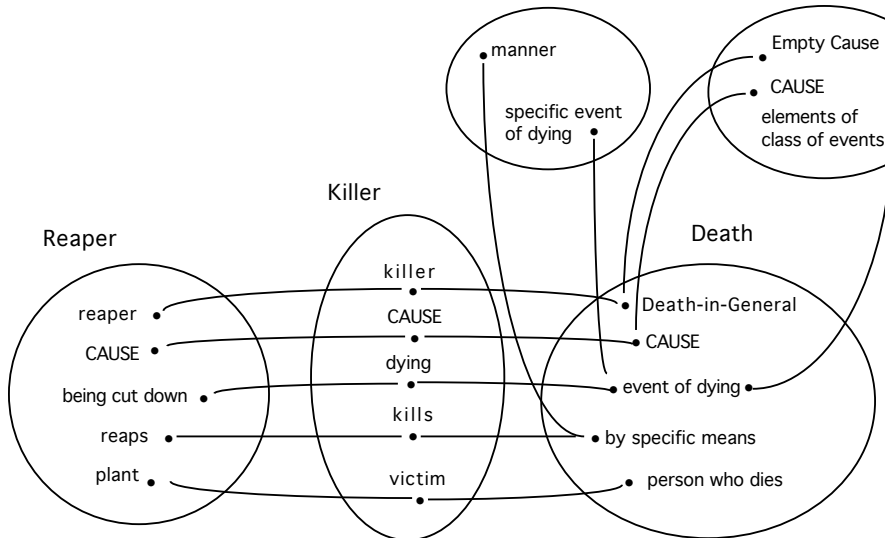 manner
specific event
of dying
Empty Cause
CAUSE
elements of
class of events
Killer
Reaper
Death
killer
reaper
Death-in-General
CAUSE
CAUSE
CAUSE
dying
being cut down
event of dying
kills
reaps
by specific means
plant
victim
person who dies